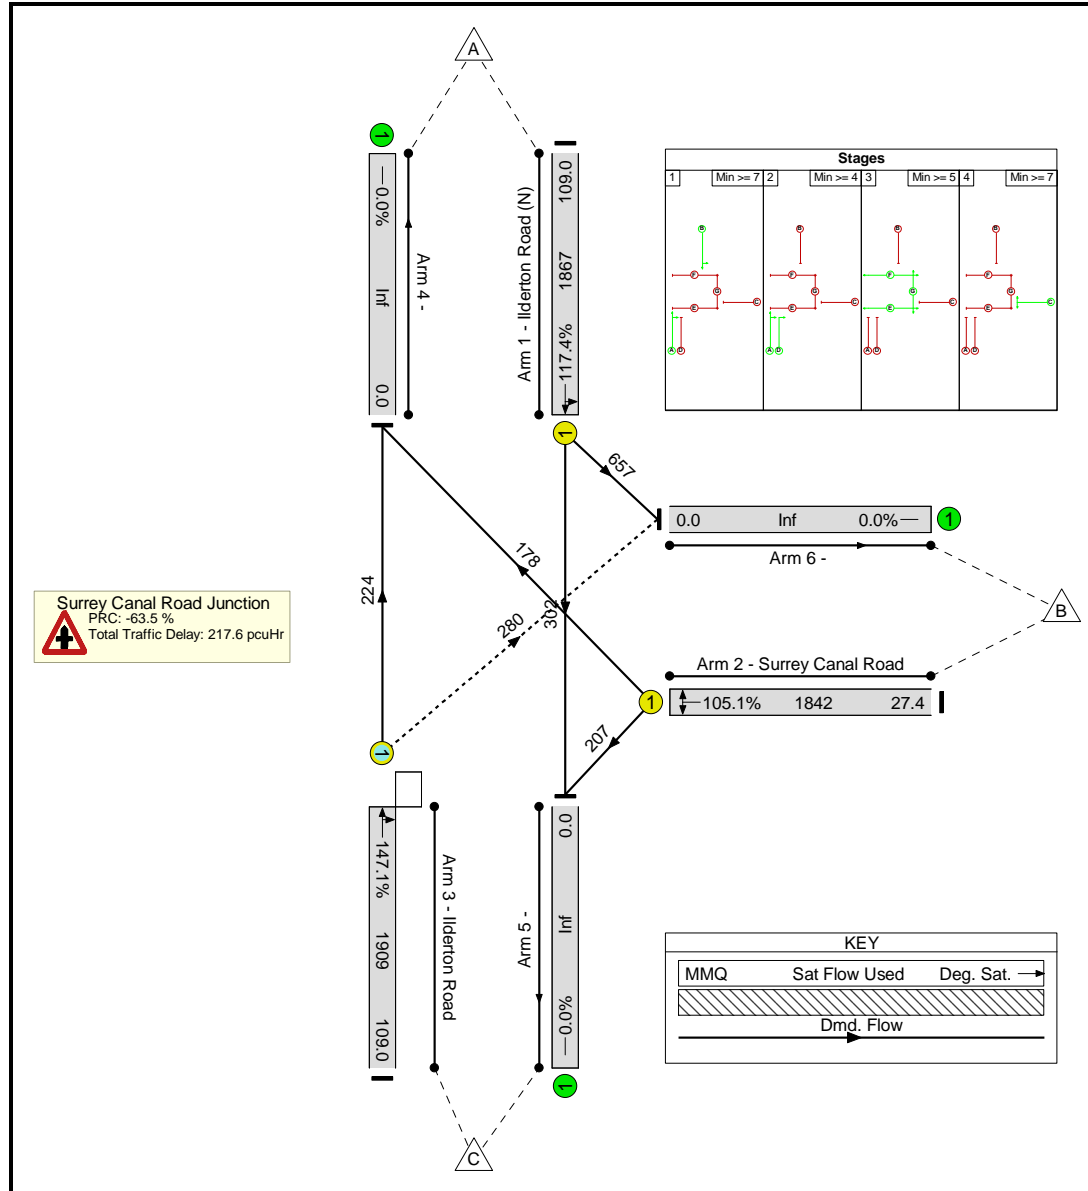 A
Stages
1
Min >= 7
2
Min >= 4
3
Min >= 5
4
Min >= 7
B
F
G
E
C
A
D
B
F
G
E
C
A
D
B
F
G
E
C
A
D
B
F
G
E
C
A
D
1
0.0%
Inf
0.0
Arm 4 -
Arm 1 - Ilderton Road (N)
109.0
1867
117.4%
1
657
0.0
Inf
0.0%
1
Arm 6 -
B
178
302
224
280
Surrey Canal Road Junction
PRC: -63.5 %
Total Traffic Delay: 217.6 pcuHr
Arm 2 - Surrey Canal Road
1
105.1%
1842
27.4
207
1
147.1%
1909
109.0
Arm 3 - Ilderton Road
Arm 5 -
0.0
Inf
0.0%
1
C
KEY
MMQ
Sat Flow Used
Deg. Sat.
Dmd. Flow